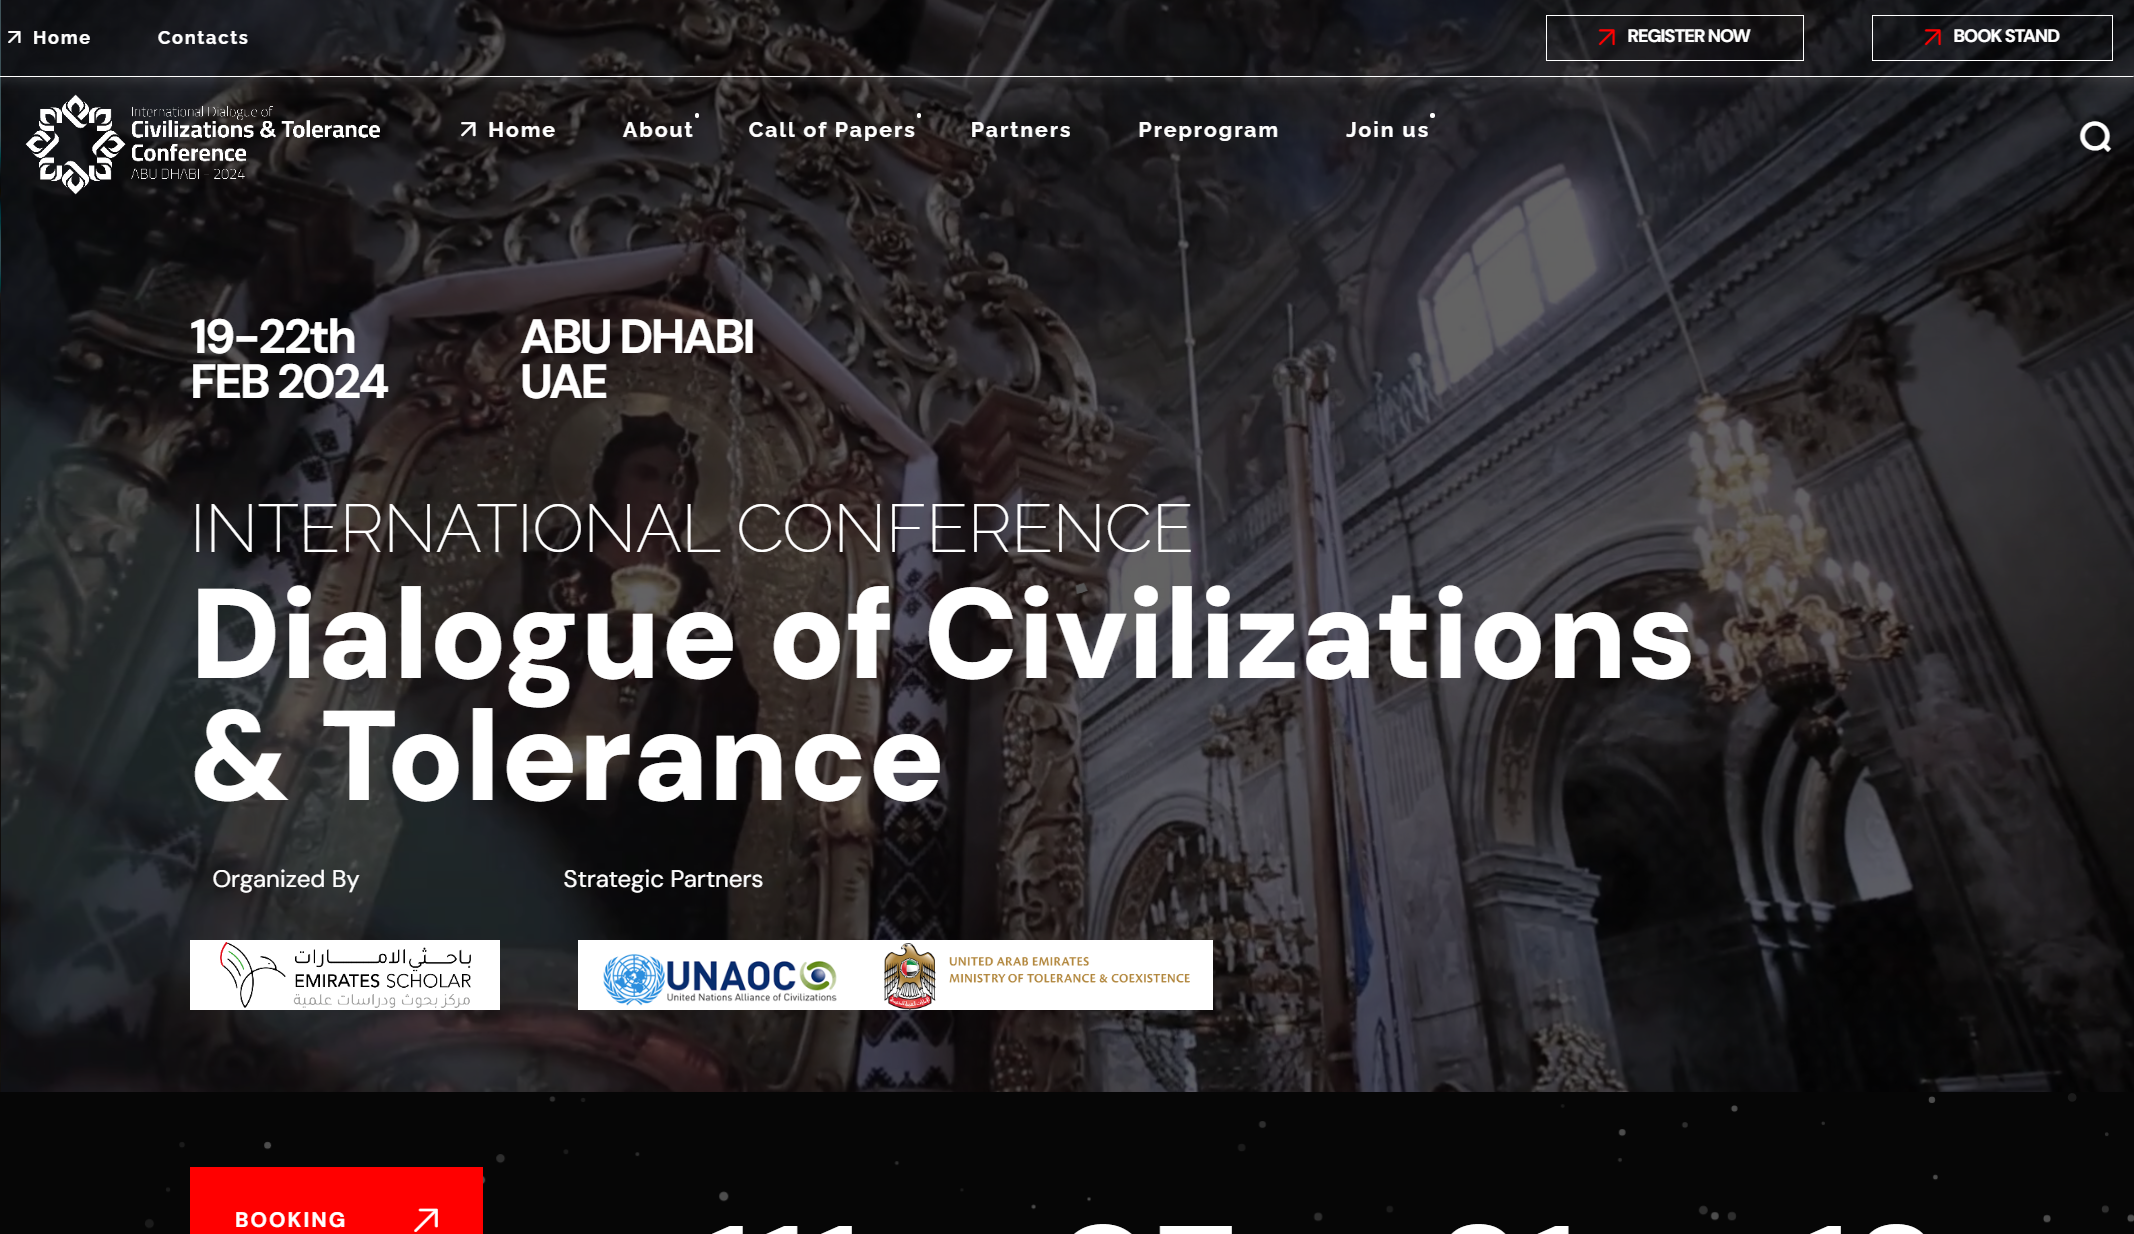 Home
Contacts
REGISTER NOW
BOOK STAND
International Dialogue of
Civilizations & Tolerance
Conference
ABU DHABI - 2024
Home
About
Call of Papers
Partners
Preprogram
Join us
19–22th
FEB 2024
ABU DHABI
UAE
INTERNATIONAL CONFERENCE
Dialogue of Civilizations
& Tolerance
Organized By
Strategic Partners
باحثي الامارات
EMIRATES SCHOLAR
مركز بحوث ودراسات علمية
UNAOC
United Nations Alliance of Civilizations
UNITED ARAB EMIRATES
MINISTRY OF TOLERANCE & COEXISTENCE
BOOKING